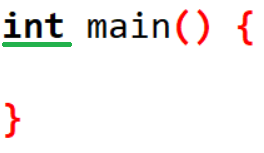 int main() {
}